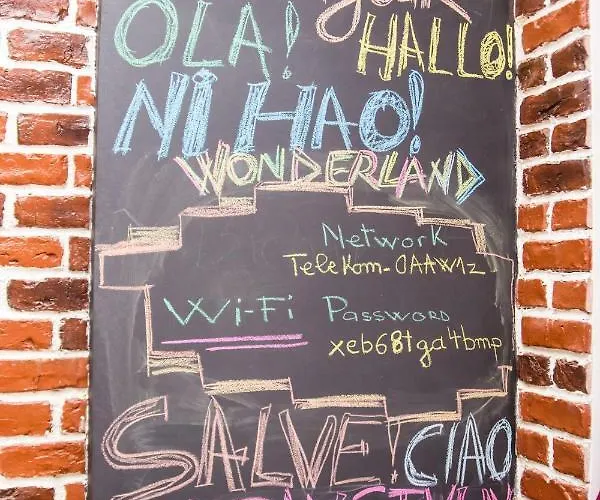 OLA!
HALLO!
NI HAO!
WONDERLAND
Network
Telekom-0AAW1z
Wi-Fi Password
xeb68tga4bmp
SALVE! CIAO